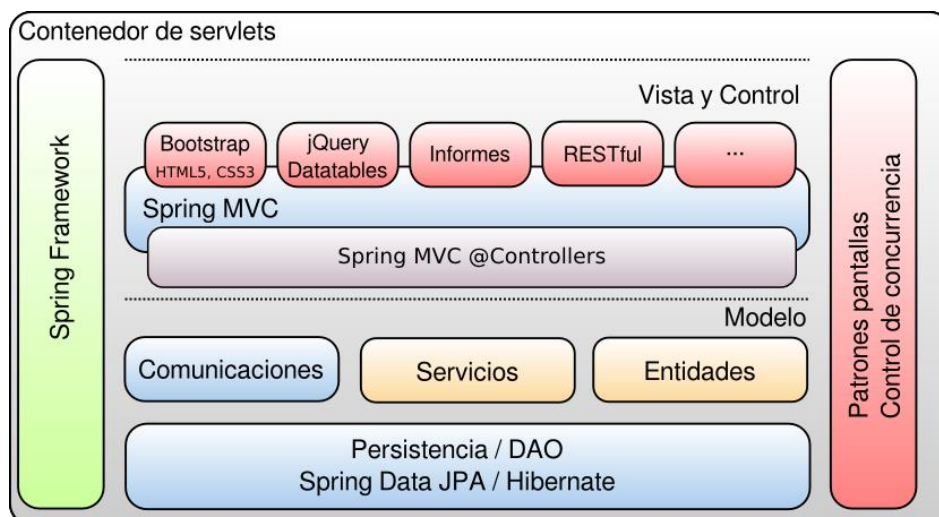 Contenedor de servlets
Spring Framework
Vista y Control
Bootstrap
HTML5, CSS3
jQuery
Datatables
Informes
RESTful
...
Spring MVC
Spring MVC @Controllers
Modelo
Comunicaciones
Servicios
Entidades
Persistencia / DAO
Spring Data JPA / Hibernate
Patrones pantallas
Control de concurrencia